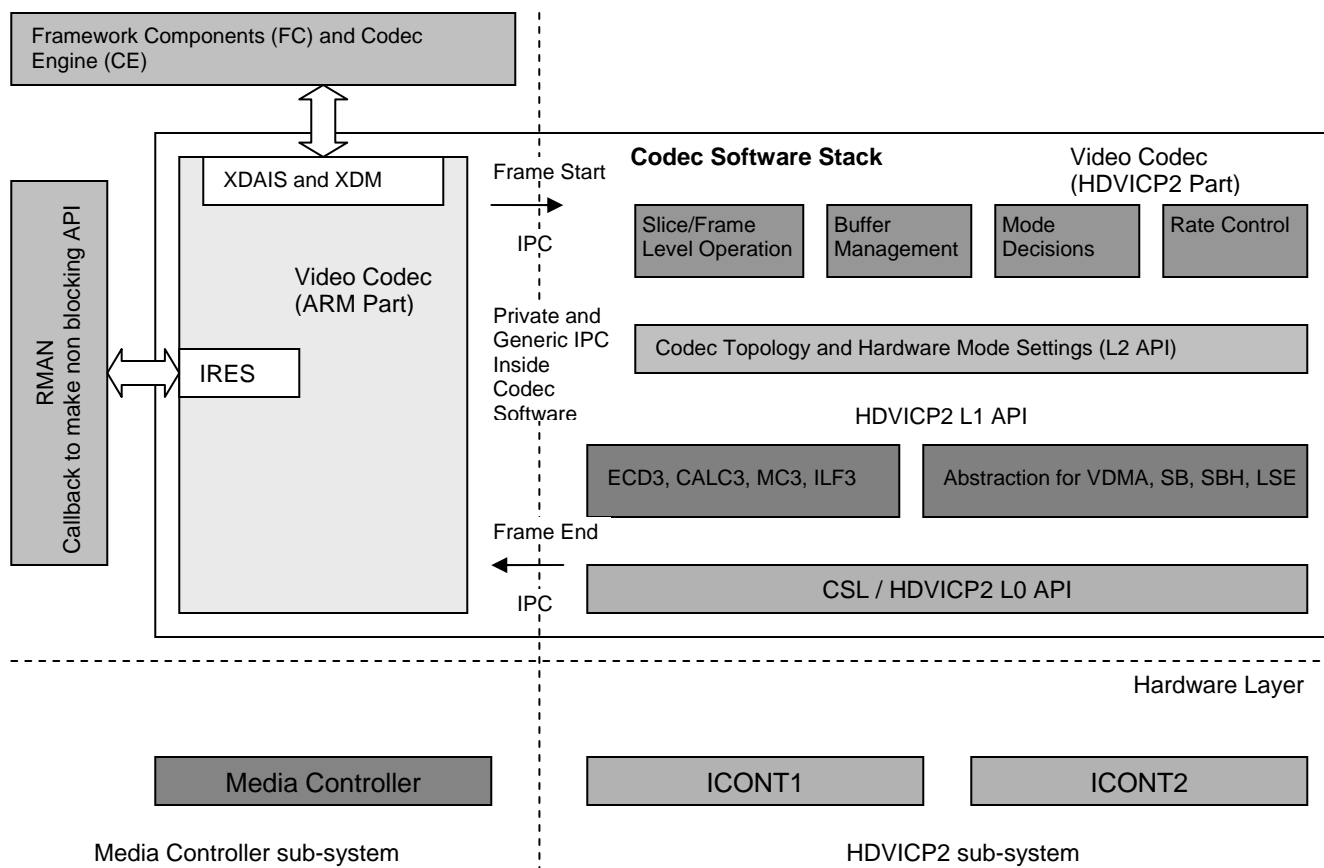 Framework Components (FC) and Codec
Engine (CE)
XDAIS and XDM
Frame Start
IPC
Codec Software Stack
Video Codec
(HDVICP2 Part)
Slice/Frame
Level Operation
Buffer
Management
Mode
Decisions
Rate Control
RMAN
Callback to make non blocking API
Video Codec
(ARM Part)
IRES
Private and
Generic IPC
Inside
Codec
Software
Codec Topology and Hardware Mode Settings (L2 API)
HDVICP2 L1 API
ECD3, CALC3, MC3, ILF3
Abstraction for VDMA, SB, SBH, LSE
Frame End
IPC
CSL / HDVICP2 L0 API
Hardware Layer
Media Controller
ICONT1
ICONT2
Media Controller sub-system
HDVICP2 sub-system